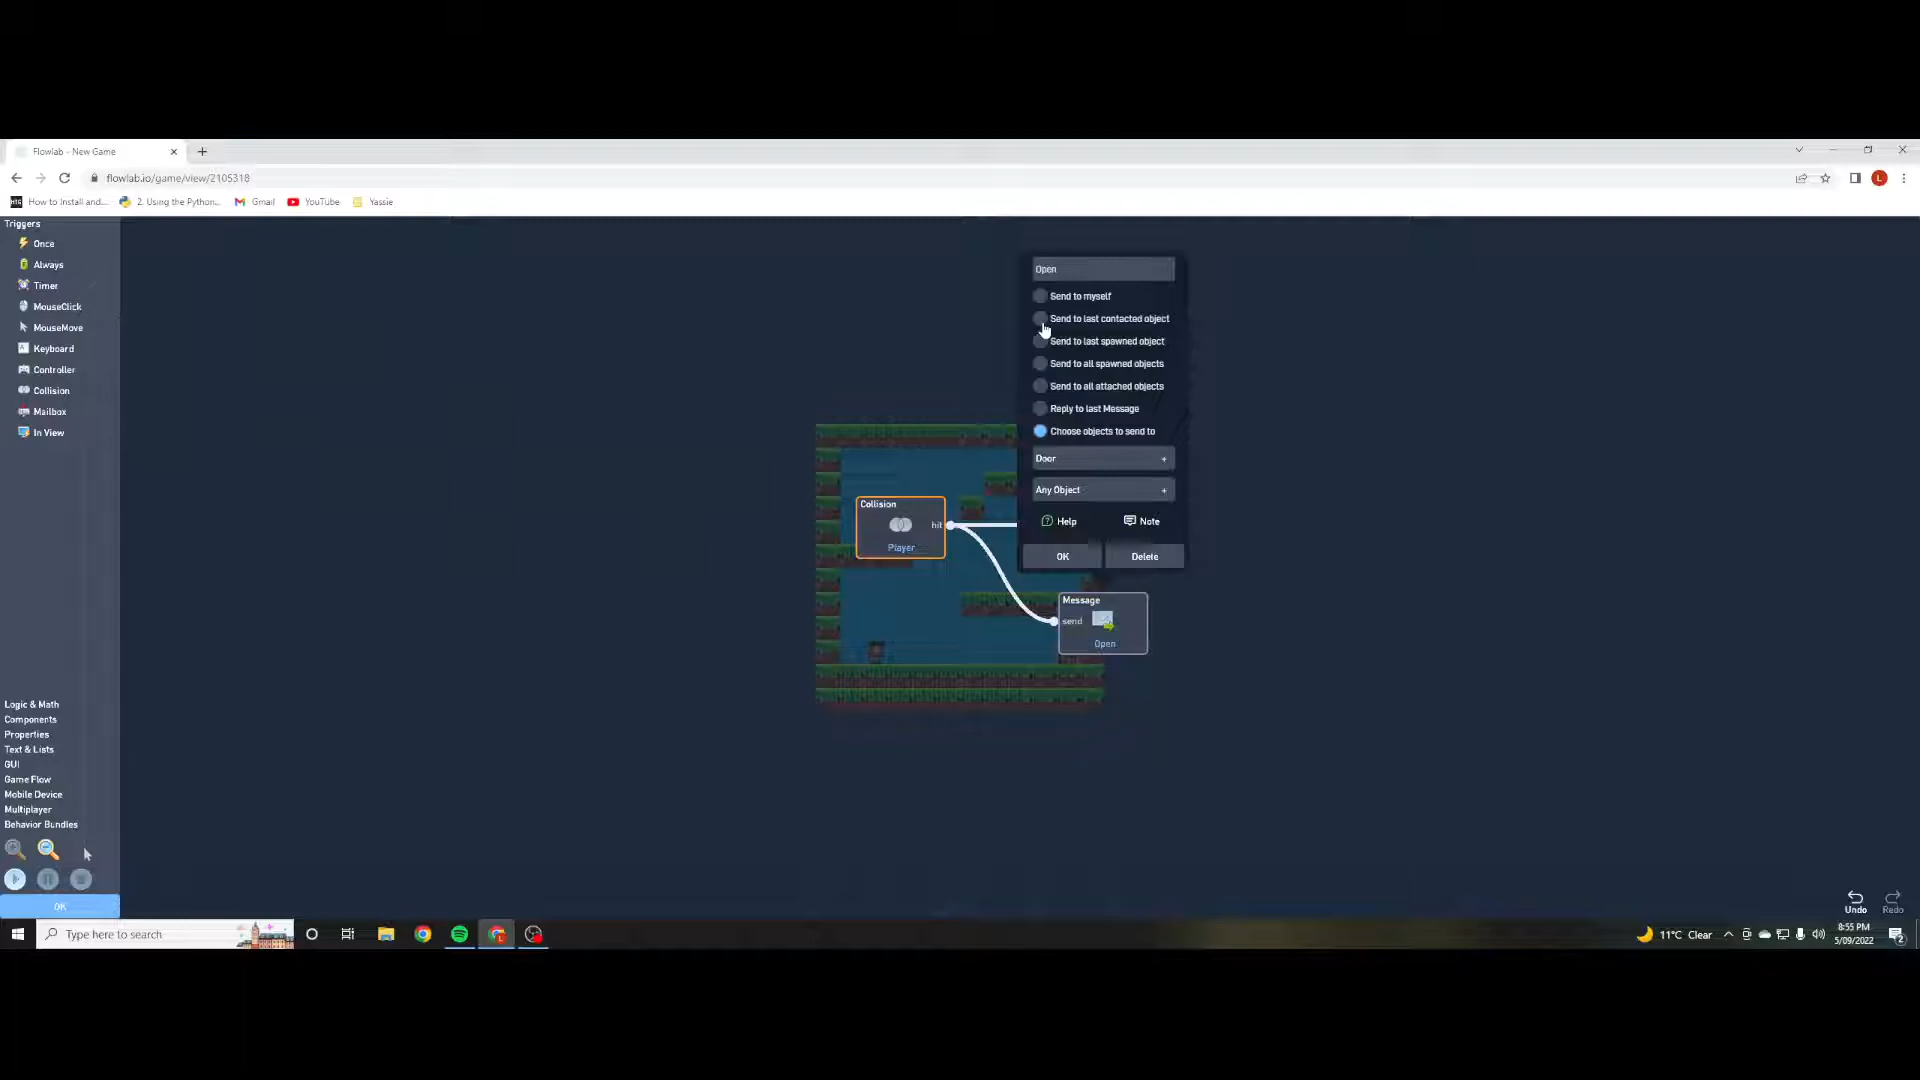 Flowlab - New Game
flowlab.io/game/view/2105318
How to Install and...
2. Using the Python...
Gmail
YouTube
Yassie
L
Triggers
Once
Always
Timer
MouseClick
MouseMove
Keyboard
Controller
Collision
Mailbox
In View
Logic & Math
Components
Properties
Text & Lists
GUI
Game Flow
Mobile Device
Multiplayer
Behavior Bundles
OK
Open
Send to myself
Send to last contacted object
Send to last spawned object
Send to all spawned objects
Send to all attached objects
Reply to last Message
Choose objects to send to
Door +
Any Object +
Help
Note
OK
Delete
Collision
hit
Player
Message
send
Open
Undo
Redo
Type here to search
11°C Clear
8:55 PM
5/09/2022
2